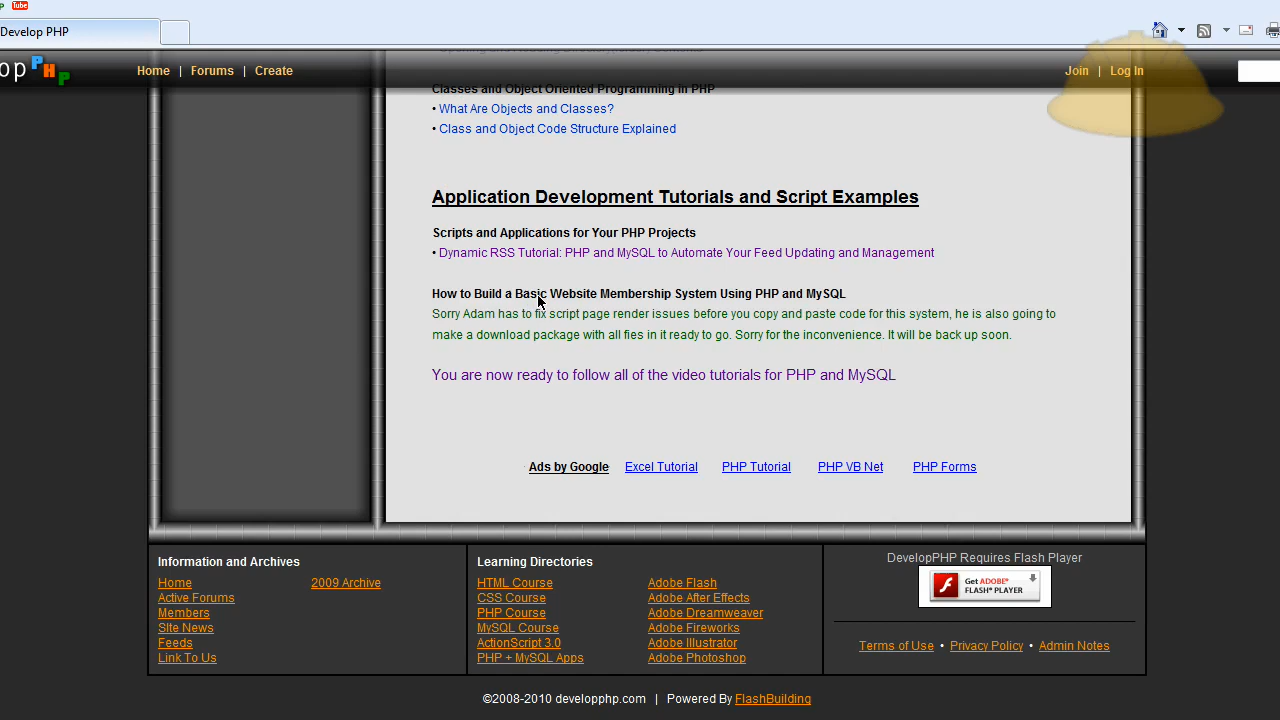 Tube
Develop PHP
op PHP
Home | Forums | Create
Join | Log In
Classes and Object Oriented Programming in PHP
• What Are Objects and Classes?
• Class and Object Code Structure Explained
Application Development Tutorials and Script Examples
Scripts and Applications for Your PHP Projects
• Dynamic RSS Tutorial: PHP and MySQL to Automate Your Feed Updating and Management
How to Build a Basic Website Membership System Using PHP and MySQL
Sorry Adam has to fix script page render issues before you copy and paste code for this system, he is also going to
make a download package with all fies in it ready to go. Sorry for the inconvenience. It will be back up soon.
You are now ready to follow all of the video tutorials for PHP and MySQL
Ads by Google Excel Tutorial PHP Tutorial PHP VB Net PHP Forms
Information and Archives
Home 2009 Archive
Active Forums
Members
SIte News
Feeds
Link To Us
Learning Directories
HTML Course Adobe Flash
CSS Course Adobe After Effects
PHP Course Adobe Dreamweaver
MySQL Course Adobe Fireworks
ActionScript 3.0 Adobe Illustrator
PHP + MySQL Apps Adobe Photoshop
DevelopPHP Requires Flash Player
Get ADOBE®
FLASH® PLAYER
Terms of Use • Privacy Policy • Admin Notes
©2008-2010 developphp.com | Powered By FlashBuilding